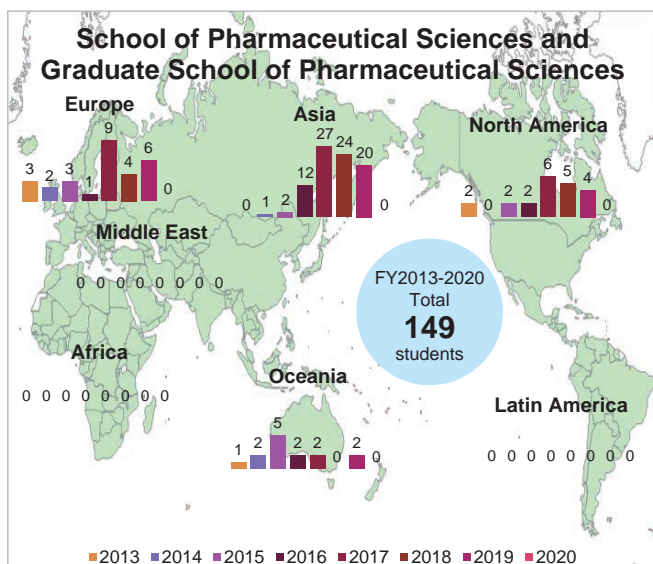 School of Pharmaceutical Sciences and
Graduate School of Pharmaceutical Sciences
Europe
3 2 3 1 9 4 6 0
Asia
0 1 2 12 27 24 20 0
North America
2 0 2 2 6 5 4 0
Middle East
0 0 0 0 0 0 0 0
FY2013-2020
Total
149
students
Africa
0 0 0 0 0 0 0 0
Oceania
1 2 5 2 2 0 2 0
Latin America
0 0 0 0 0 0 0 0
2013 2014 2015 2016 2017 2018 2019 2020